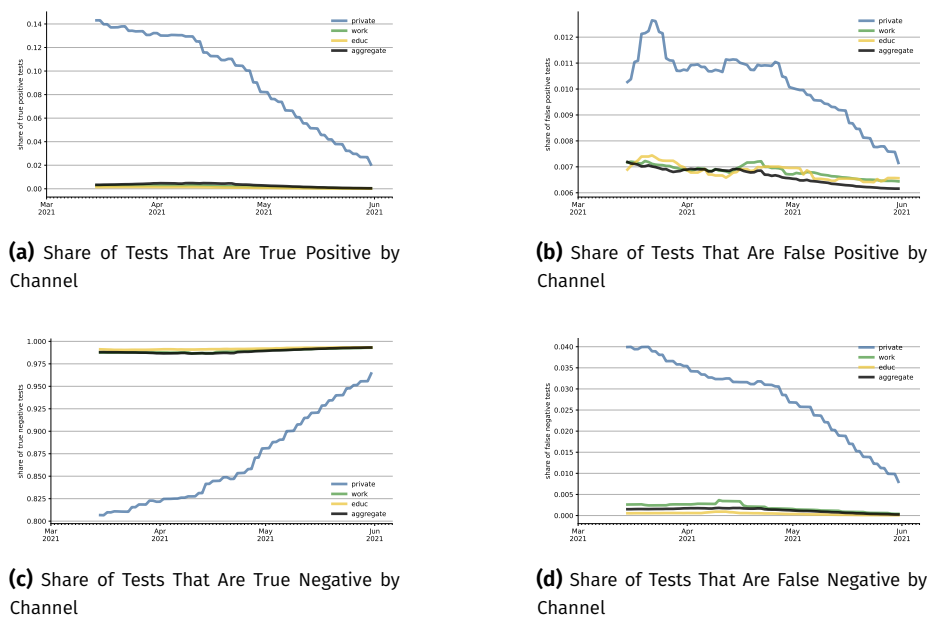 0.14
0.12
0.10
0.08
0.06
0.04
0.02
0.00
share of true positive tests
private
work
educ
aggregate
Mar
2021
Apr
2021
May
2021
Jun
2021
(a) Share of Tests That Are True Positive by
Channel
0.012
0.011
0.010
0.009
0.008
0.007
0.006
share of false positive tests
private
work
educ
aggregate
Mar
2021
Apr
2021
May
2021
Jun
2021
(b) Share of Tests That Are False Positive by
Channel
1.000
0.975
0.950
0.925
0.900
0.875
0.850
0.825
0.800
share of true negative tests
private
work
educ
aggregate
Mar
2021
Apr
2021
May
2021
Jun
2021
(c) Share of Tests That Are True Negative by
Channel
0.040
0.035
0.030
0.025
0.020
0.015
0.010
0.005
0.000
share of false negative tests
private
work
educ
aggregate
Mar
2021
Apr
2021
May
2021
Jun
2021
(d) Share of Tests That Are False Negative by
Channel